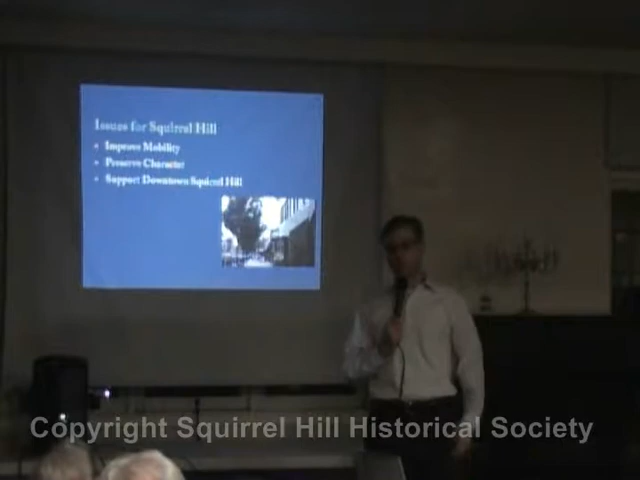 Issues for Squirrel Hill
Improve Mobility
Preserve Character
Support Downtown Squirrel Hill
Copyright Squirrel Hill Historical Society